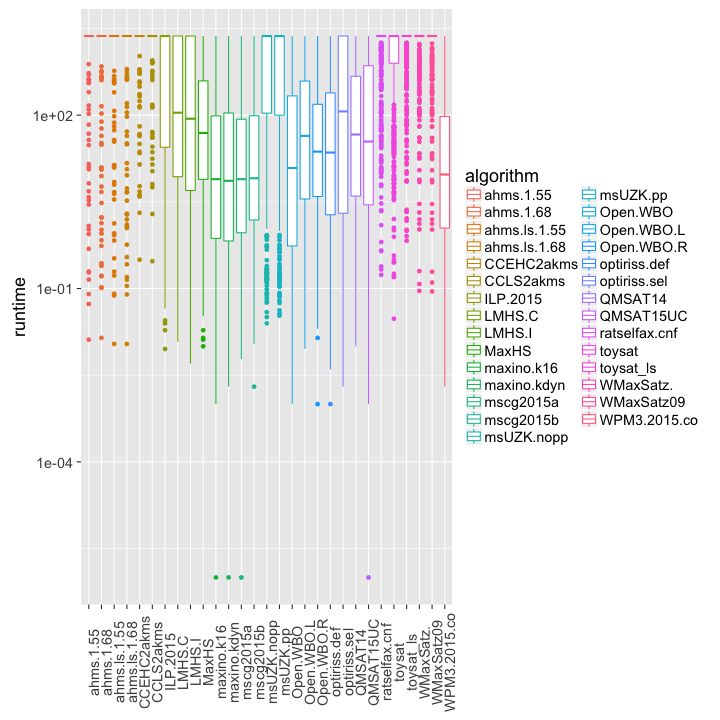 1e+02
1e-01
1e-04
runtime
algorithm
ahms.1.55
ahms.1.68
ahms.ls.1.55
ahms.ls.1.68
CCEHC2akms
CCLS2akms
ILP.2015
LMHS.C
LMHS.I
MaxHS
maxino.k16
maxino.kdyn
mscg2015a
mscg2015b
msUZK.nopp
msUZK.pp
Open.WBO
Open.WBO.L
Open.WBO.R
optiriss.def
optiriss.sel
QMSAT14
QMSAT15UC
ratselfax.cnf
toysat
toysat_ls
WMaxSatz.
WMaxSatz09
WPM3.2015.co
ahms.1.55
ahms.1.68
ahms.ls.1.55
ahms.ls.1.68
CCEHC2akms
CCLS2akms
ILP.2015
LMHS.C
LMHS.I
MaxHS
maxino.k16
maxino.kdyn
mscg2015a
mscg2015b
msUZK.nopp
msUZK.pp
Open.WBO
Open.WBO.L
Open.WBO.R
optiriss.def
optiriss.sel
QMSAT14
QMSAT15UC
ratselfax.cnf
toysat
toysat_ls
WMaxSatz.
WMaxSatz09
WPM3.2015.co